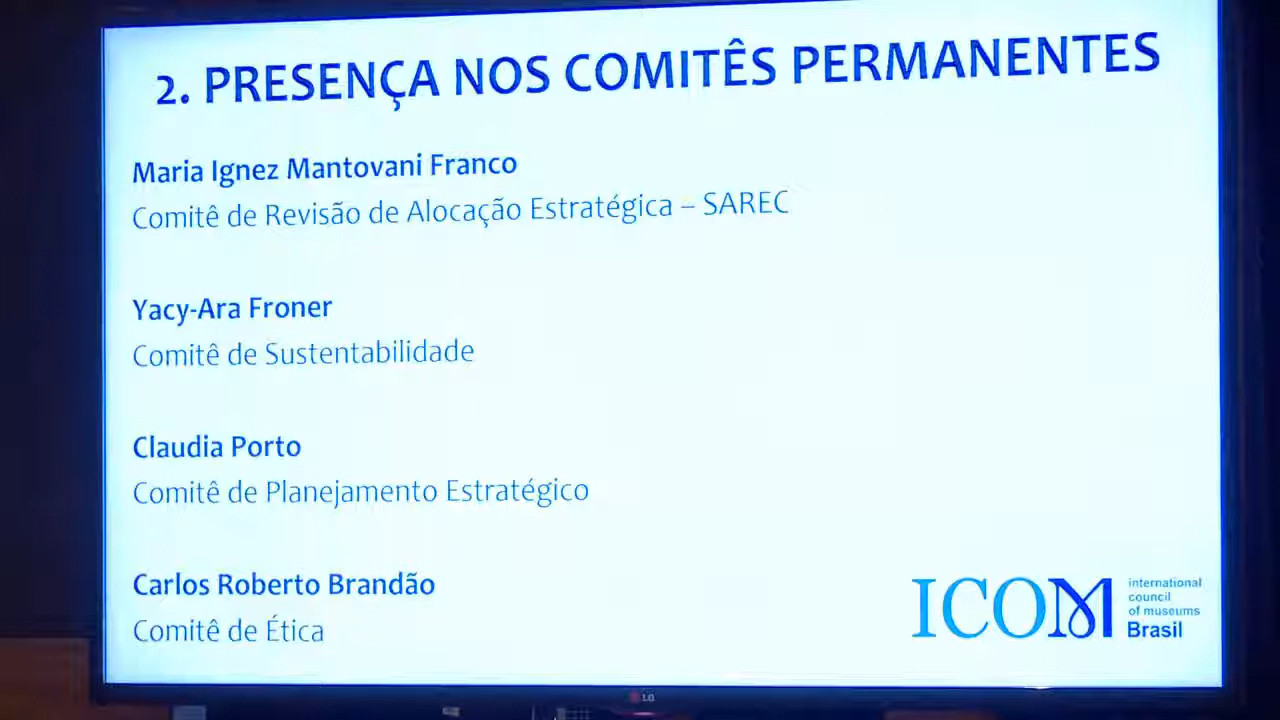 2. PRESENÇA NOS COMITÊS PERMANENTES
Maria Ignez Mantovani Franco
Comitê de Revisão de Alocação Estratégica – SAREC
Yacy-Ara Froner
Comitê de Sustentabilidade
Claudia Porto
Comitê de Planejamento Estratégico
Carlos Roberto Brandão
Comitê de Ética
ICOM
international
council
of museums
Brasil
LG